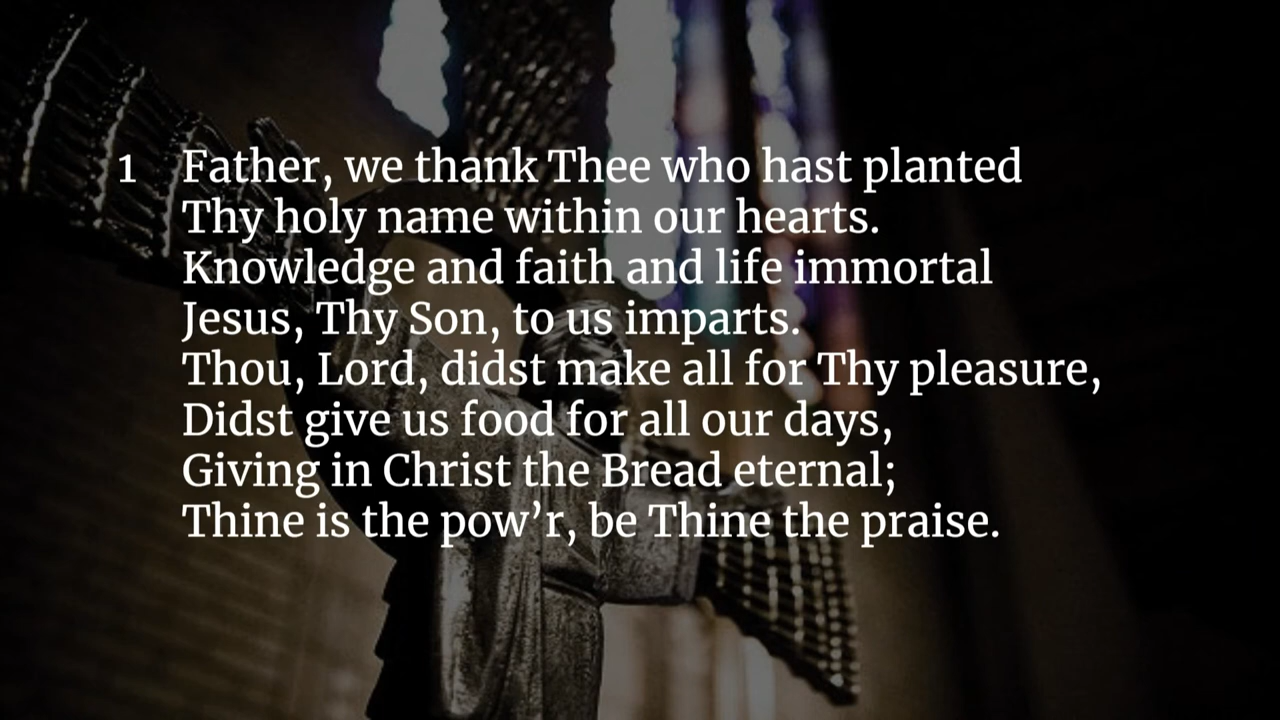 1 Father, we thank Thee who hast planted
Thy holy name within our hearts.
Knowledge and faith and life immortal
Jesus, Thy Son, to us imparts.
Thou, Lord, didst make all for Thy pleasure,
Didst give us food for all our days,
Giving in Christ the Bread eternal;
Thine is the pow’r, be Thine the praise.